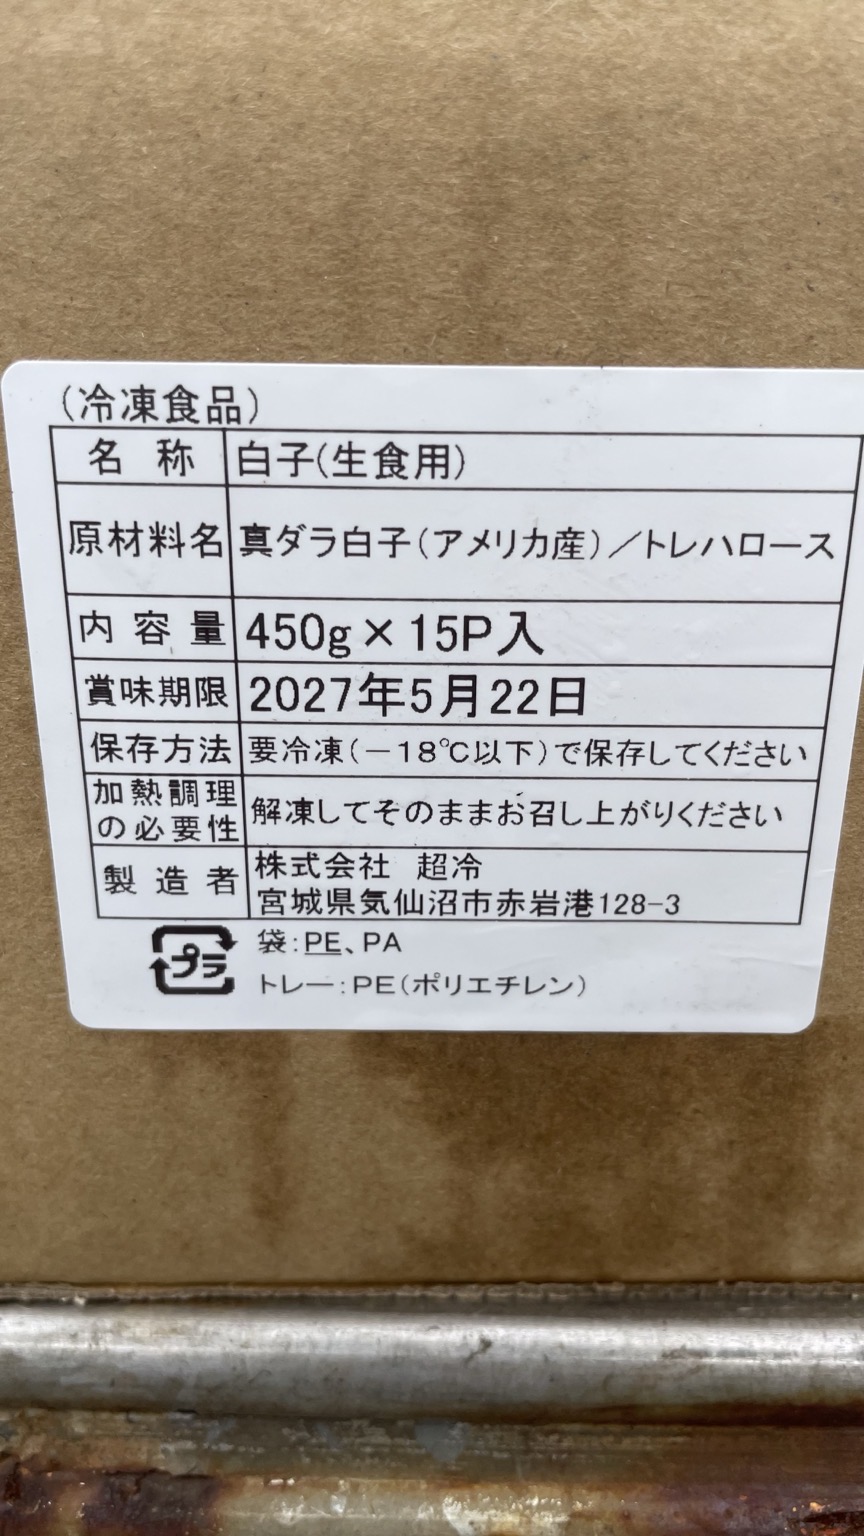 (冷凍食品)
名称 白子(生食用)
原材料名 真ダラ白子(アメリカ産)/トレハロース
内容量 450g×15P入
賞味期限 2027年5月22日
保存方法 要冷凍(-18℃以下)で保存してください
加熱調理の必要性 解凍してそのままお召し上がりください
製造者 株式会社 超冷
宮城県気仙沼市赤岩港128-3
プラ 袋:PE、PA
トレー:PE(ポリエチレン)